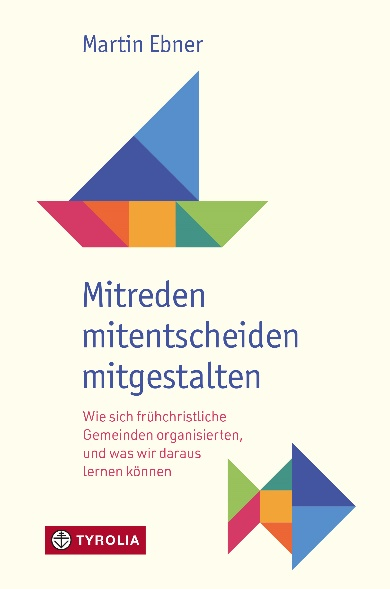 Martin Ebner
Mitreden
mitentscheiden
mitgestalten
Wie sich frühchristliche
Gemeinden organisierten,
und was wir daraus
lernen können
TYROLIA